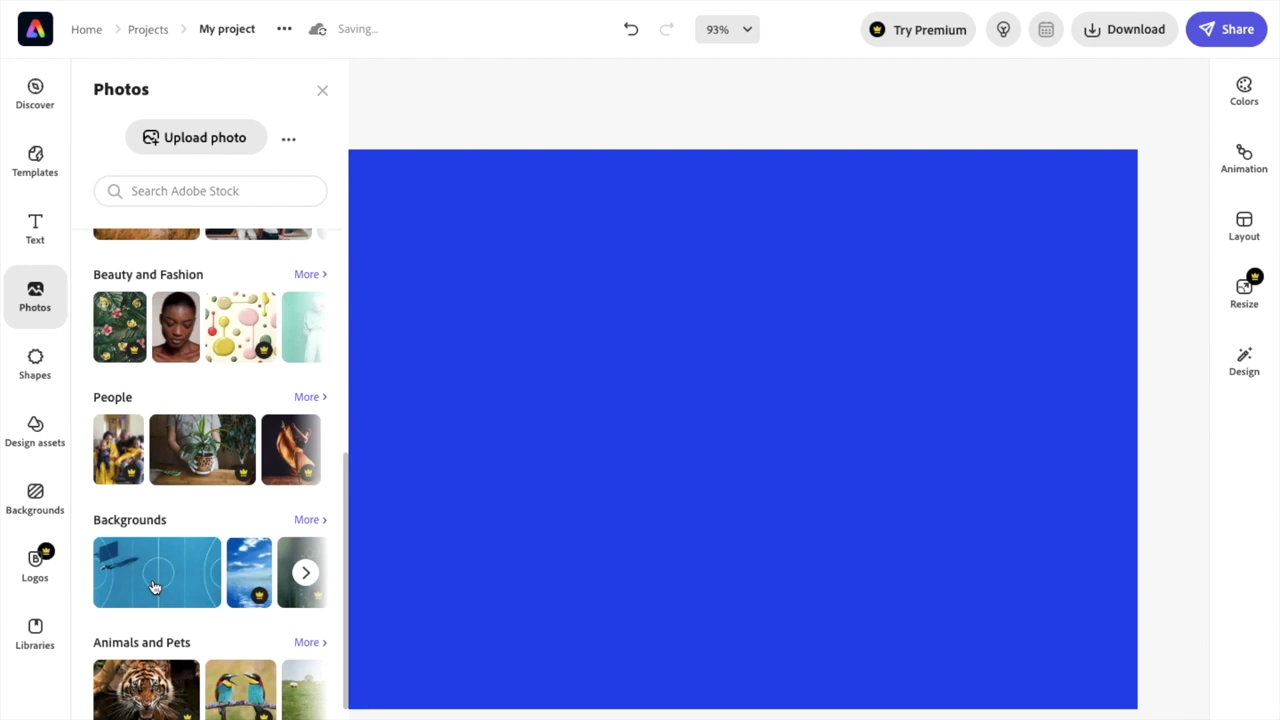 Home
Projects
My project
Saving...
93%
Try Premium
Download
Share
Discover
Templates
Text
Photos
Shapes
Design assets
Backgrounds
Logos
Libraries
Photos
Upload photo
Search Adobe Stock
Beauty and Fashion
More
People
More
Backgrounds
More
Animals and Pets
More
Colors
Animation
Layout
Resize
Design